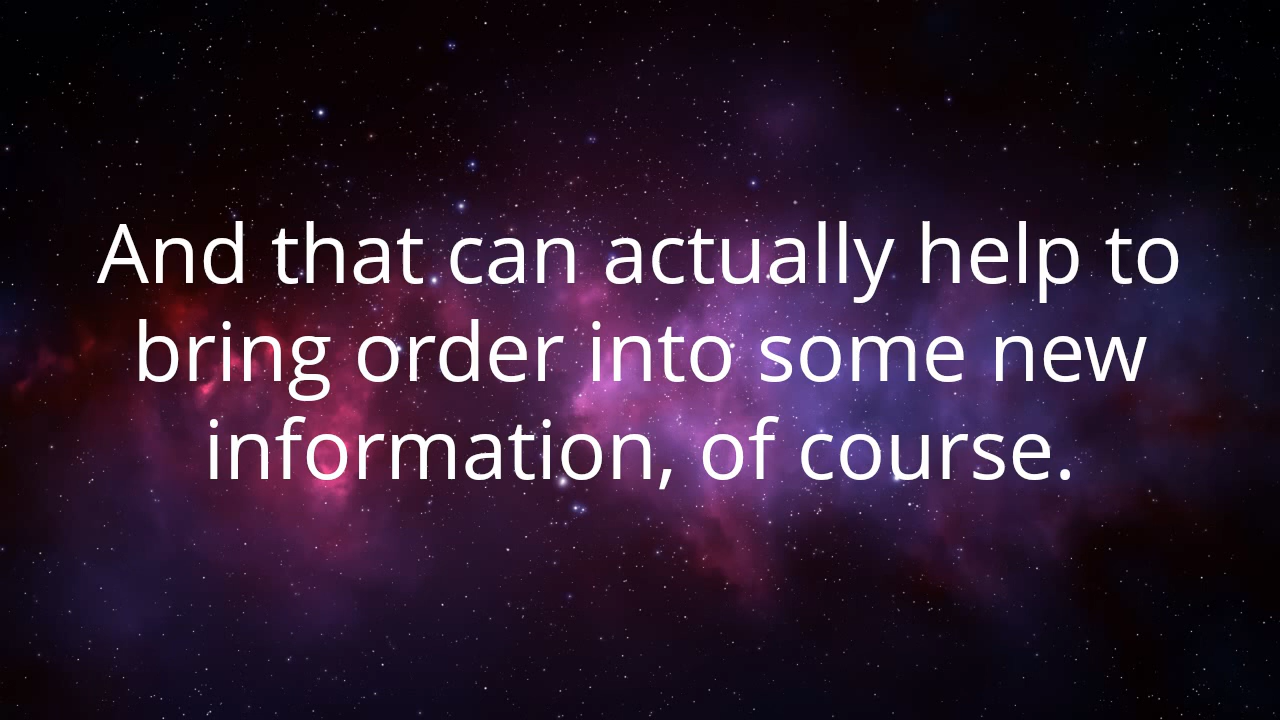 And that can actually help to
bring order into some new
information, of course.